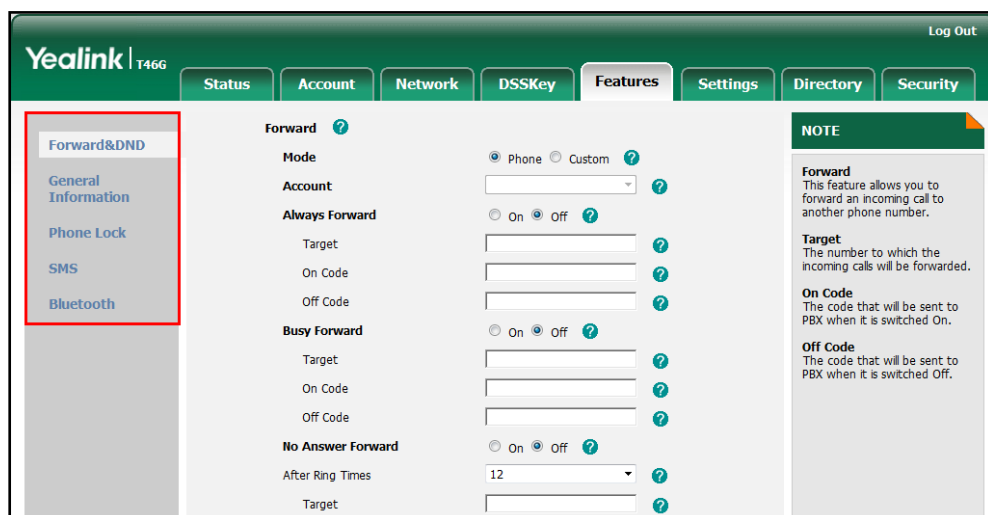 Log Out
Yealink T46G
Status Account Network DSSKey Features Settings Directory Security
Forward&DND
General
Information
Phone Lock
SMS
Bluetooth
Forward ?
Mode Phone Custom ?
Account ?
Always Forward On Off ?
Target ?
On Code ?
Off Code ?
Busy Forward On Off ?
Target ?
On Code ?
Off Code ?
No Answer Forward On Off ?
After Ring Times 12 ?
Target ?
NOTE
Forward
This feature allows you to
forward an incoming call to
another phone number.
Target
The number to which the
incoming calls will be forwarded.
On Code
The code that will be sent to
PBX when it is switched On.
Off Code
The code that will be sent to
PBX when it is switched Off.